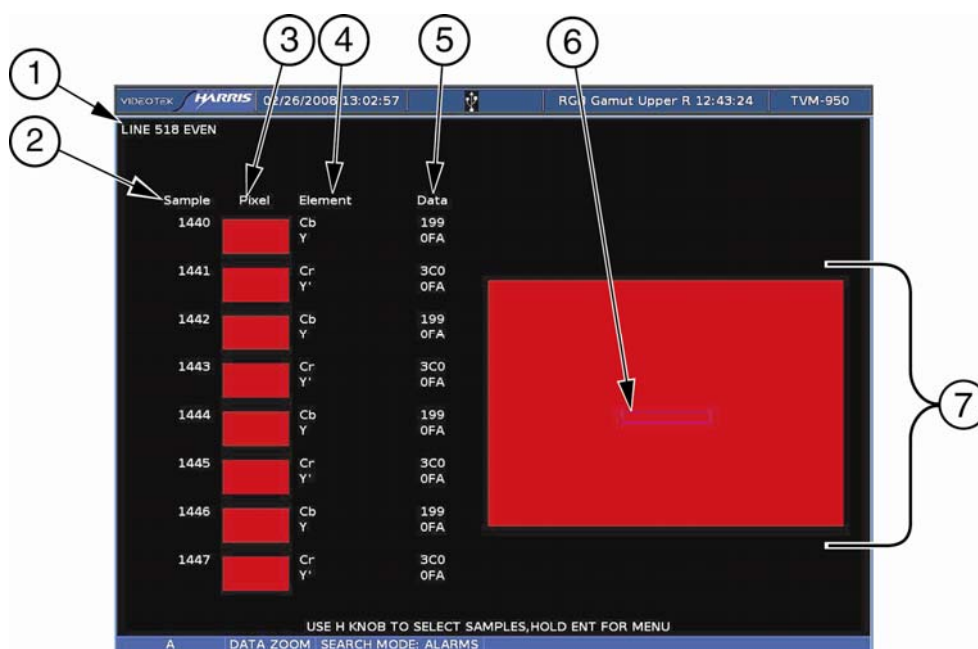 1
2
3
4
5
6
7
VIDEOTEK HARRIS 02/26/2008 13:02:57 RGB Gamut Upper R 12:43:24 TVM-950
LINE 518 EVEN
Sample Pixel Element Data
1440 Cb 199
Y 0FA
1441 Cr 3C0
Y' 0FA
1442 Cb 199
Y 0FA
1443 Cr 3C0
Y' 0FA
1444 Cb 199
Y 0FA
1445 Cr 3C0
Y' 0FA
1446 Cb 199
Y 0FA
1447 Cr 3C0
Y' 0FA
USE H KNOB TO SELECT SAMPLES,HOLD ENT FOR MENU
A DATA ZOOM SEARCH MODE: ALARMS